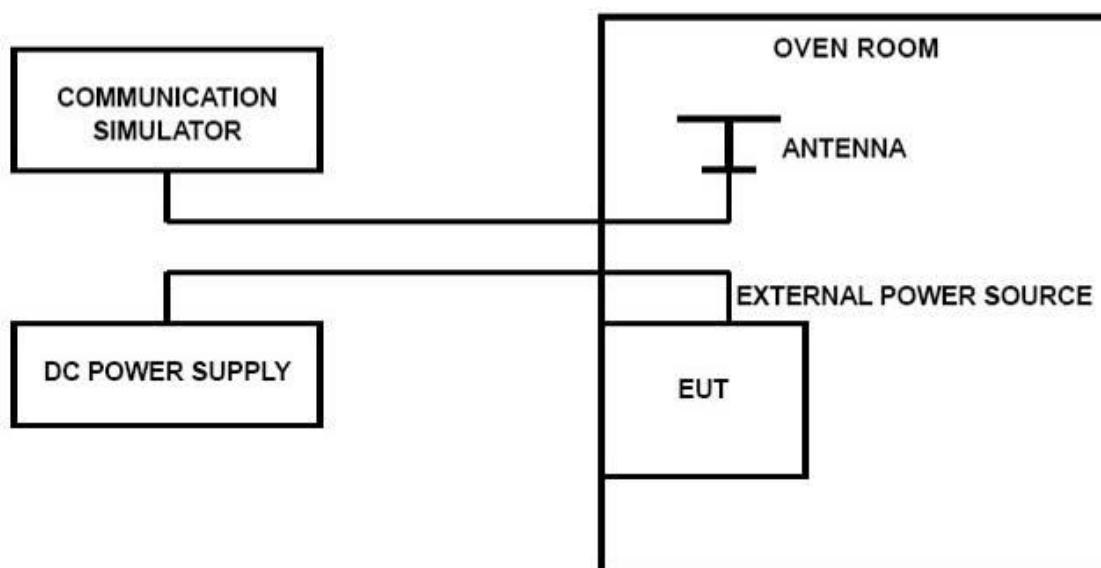 OVEN ROOM
COMMUNICATION
SIMULATOR
ANTENNA
EXTERNAL POWER SOURCE
DC POWER SUPPLY
EUT